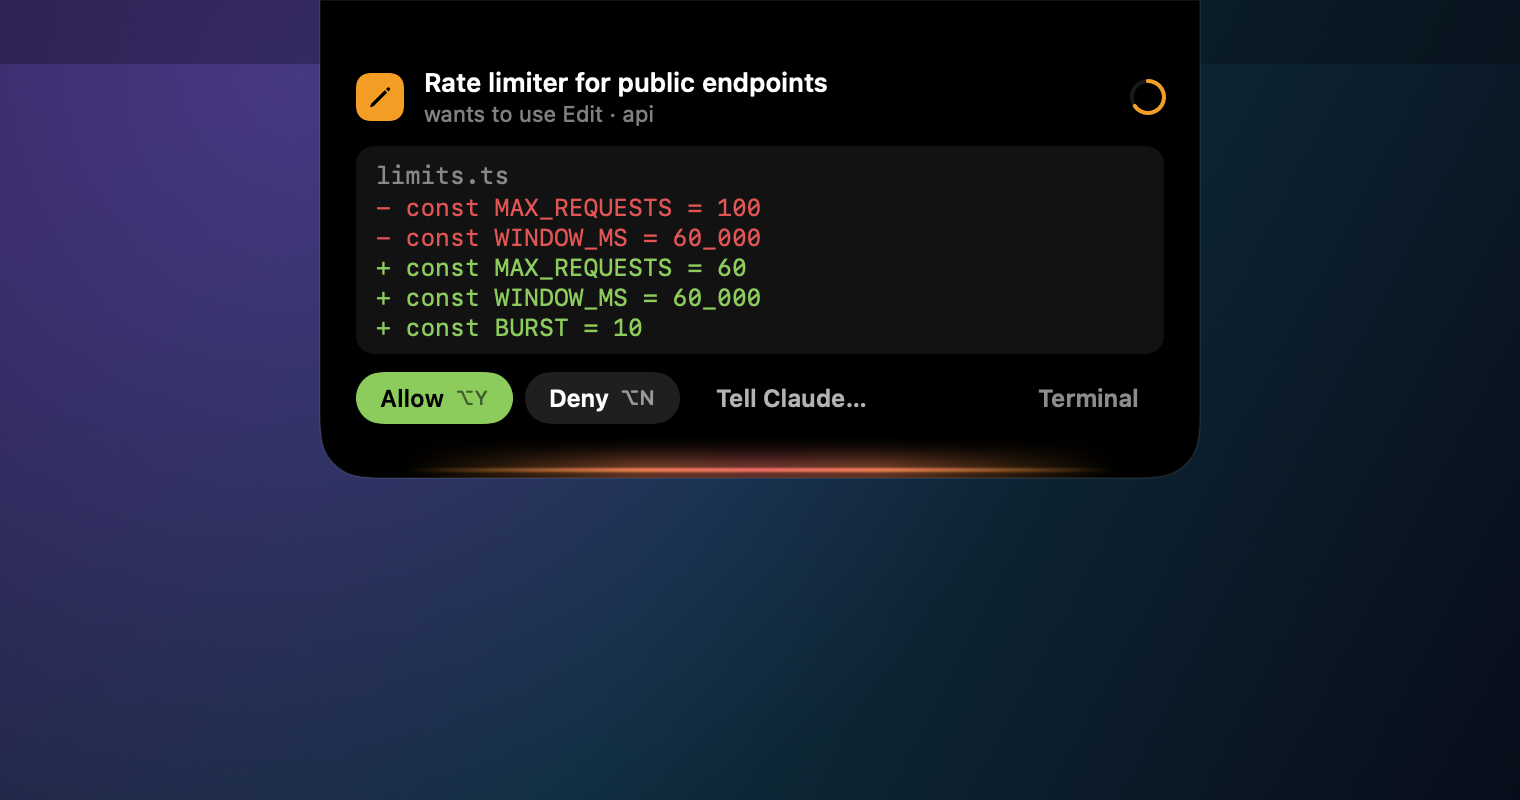 Rate limiter for public endpoints
wants to use Edit · api
limits.ts
− const MAX_REQUESTS = 100
− const WINDOW_MS = 60_000
+ const MAX_REQUESTS = 60
+ const WINDOW_MS = 60_000
+ const BURST = 10
Allow ⌥Y Deny ⌥N Tell Claude... Terminal